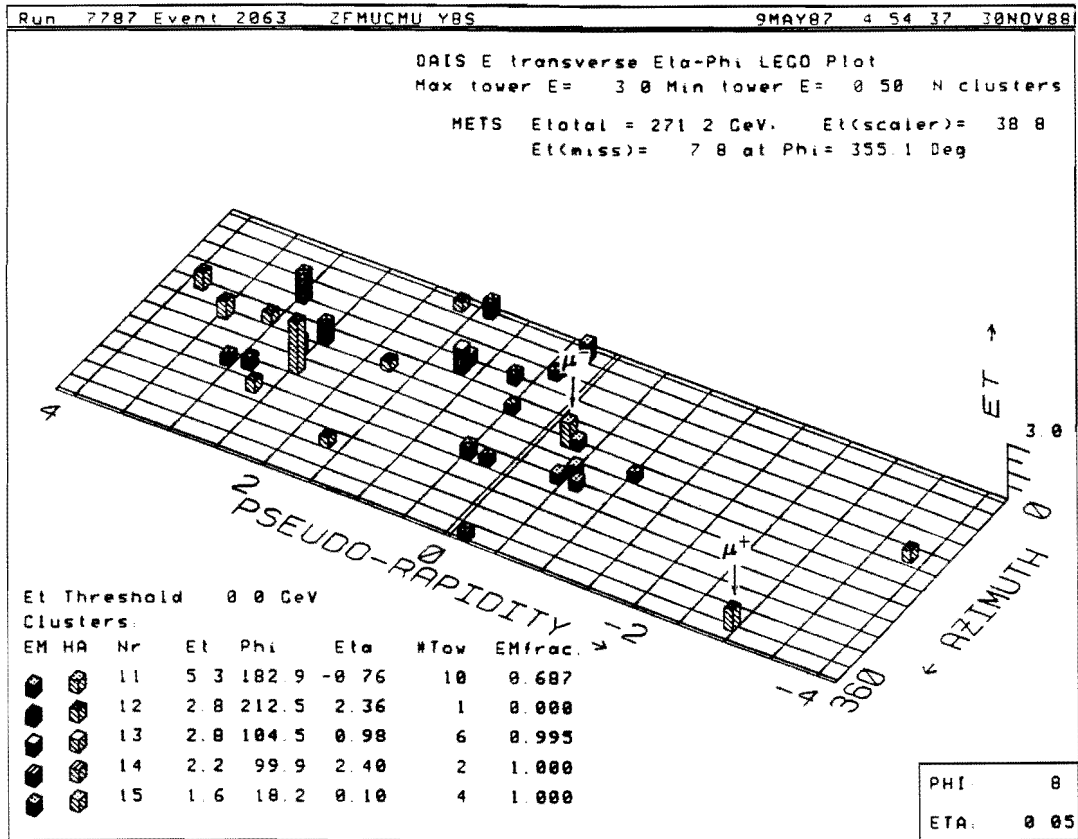 Run 7787 Event 2063 ZFMUCMU YBS 9MAY87 4 54 37 30NOV88
DAIS E transverse Eta-Phi LEGO Plot
Max tower E= 3 0 Min tower E= 0 50 N clusters
METS Etotal = 271 2 GeV. Et(scaler)= 38 8
Et(miss)= 7 8 at Phi= 355.1 Deg
ET →
3.0
μ
4
2
0
-2
-4
PSEUDO-RAPIDITY →
μ+
0
← AZIMUTH
360
Et Threshold 0 0 GeV
Clusters:
EM HA Nr Et Phi Eta #Tow EMfrac.
11 5 3 182.9 -0 76 10 0.687
12 2.8 212.5 2.36 1 0.000
13 2.8 104.5 0.98 6 0.995
14 2.2 99.9 2.40 2 1.000
15 1.6 18.2 0.10 4 1.000
PHI 8
ETA: 0 05